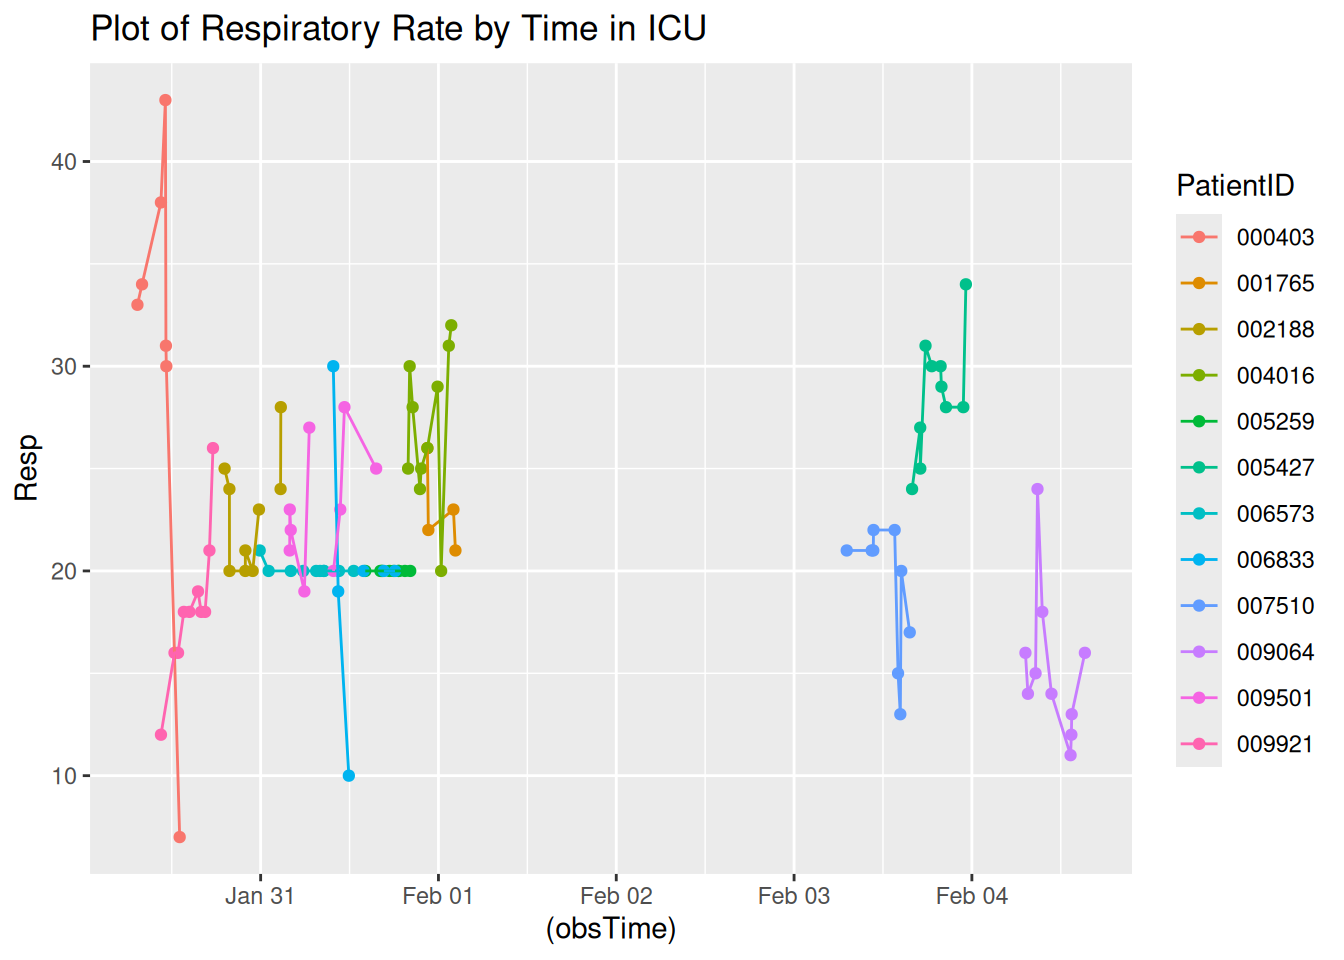 Plot of Respiratory Rate by Time in ICU
Resp
40
30
20
10
Jan 31
Feb 01
Feb 02
Feb 03
Feb 04
(obsTime)
PatientID
000403
001765
002188
004016
005259
005427
006573
006833
007510
009064
009501
009921